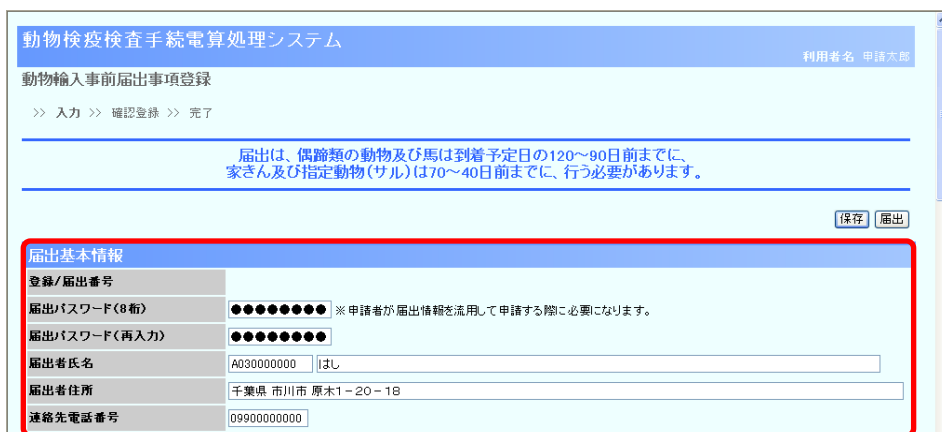 動物検疫検査手続電算処理システム
利用者名 申請太郎
動物輸入事前届出事項登録
>> 入力 >> 確認登録 >> 完了
届出は、偶蹄類の動物及び馬は到着予定日の120～90日前までに、
家きん及び指定動物(サル)は70～40日前までに、行う必要があります。
保存 届出
届出基本情報
登録/届出番号
届出パスワード(8桁) ●●●●●●●● ※申請者が届出情報を流用して申請する際に必要になります。
届出パスワード(再入力) ●●●●●●●●
届出者氏名 A030000000 はし
届出者住所 千葉県 市川市 原木1－20－18
連絡先電話番号 09900000000